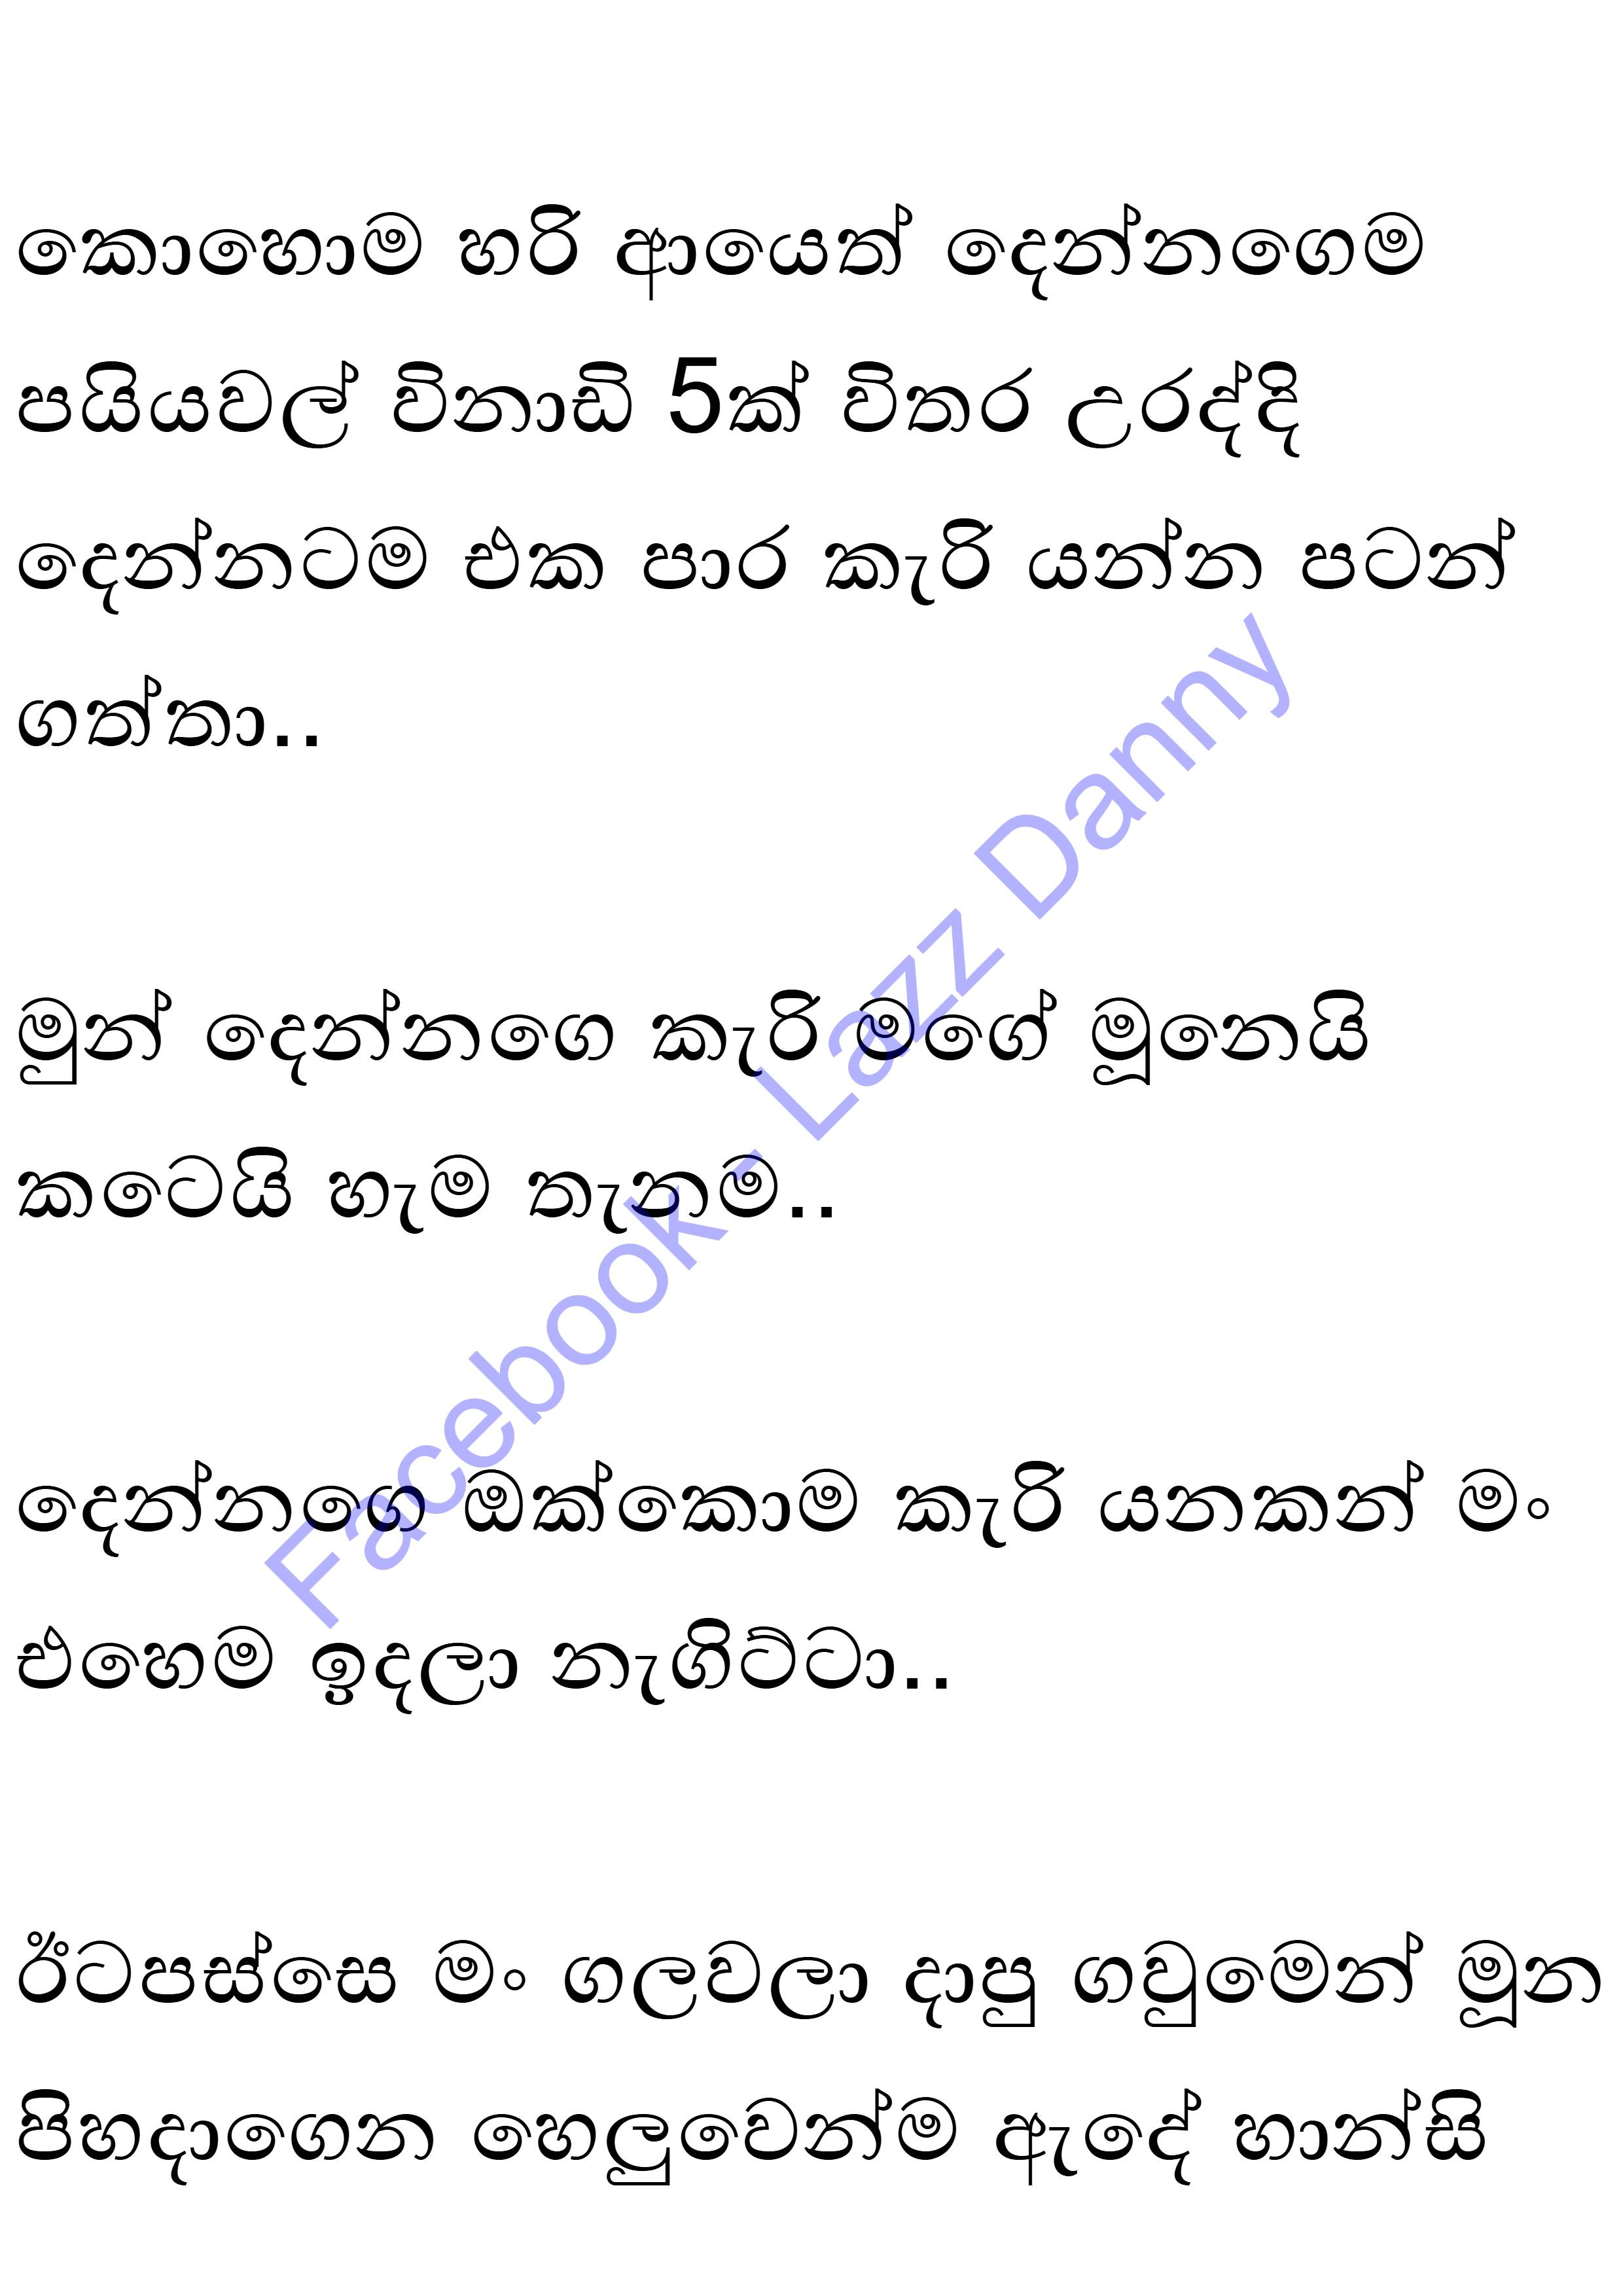 කොහොම හරි ආයෙත් දෙන්නගෙම
පයියවල් විනාඩි 5ක් විතර උරද්දි
දෙන්නටම එක පාර කැරි යන්න පටන්
ගත්තා..
මුන් දෙන්නගෙ කැරි මගේ මූනෙයි
කටෙයි හැම තැනම..
දෙන්නගෙ ඔක්කොම කැරි යනකන් මං
එහෙම ඉදලා නැගිට්ටා..
ඊටපස්සෙ මං ගලවලා දාපු ගවුමෙන් මූන
පිහදාගෙන හෙලුවෙන්ම ඇඳේ හාන්සි
Facebook - Lazz Danny